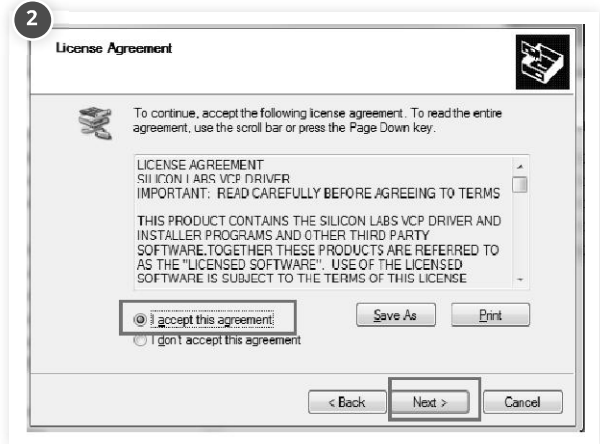 2
License Agreement
To continue, accept the following license agreement. To read the entire
agreement, use the scroll bar or press the Page Down key.
LICENSE AGREEMENT
SILICON LABS VCP DRIVER
IMPORTANT: READ CAREFULLY BEFORE AGREEING TO TERMS
THIS PRODUCT CONTAINS THE SILICON LABS VCP DRIVER AND
INSTALLER PROGRAMS AND OTHER THIRD PARTY
SOFTWARE.TOGETHER THESE PRODUCTS ARE REFERRED TO
AS THE "LICENSED SOFTWARE". USE OF THE LICENSED
SOFTWARE IS SUBJECT TO THE TERMS OF THIS LICENSE
I accept this agreement
Save As
Print
I don't accept this agreement
< Back
Next >
Cancel